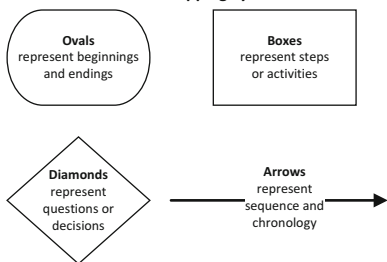 Ovals
represent beginnings
and endings
Boxes
represent steps
or activities
Diamonds
represent
questions or
decisions
Arrows
represent
sequence and
chronology